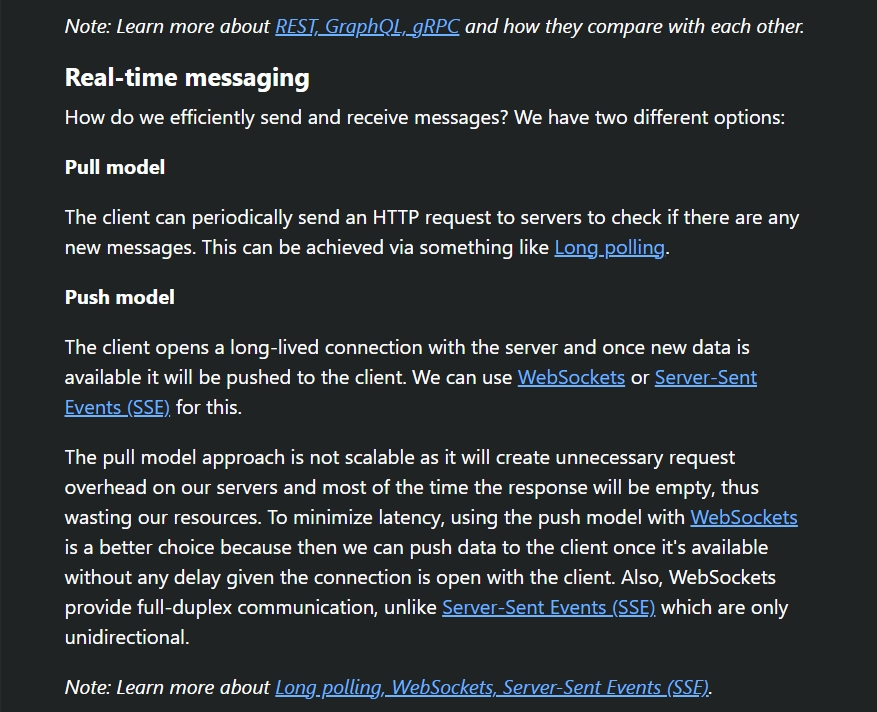 Note: Learn more about REST, GraphQL, gRPC and how they compare with each other.
Real-time messaging
How do we efficiently send and receive messages? We have two different options:
Pull model
The client can periodically send an HTTP request to servers to check if there are any
new messages. This can be achieved via something like Long polling.
Push model
The client opens a long-lived connection with the server and once new data is
available it will be pushed to the client. We can use WebSockets or Server-Sent
Events (SSE) for this.
The pull model approach is not scalable as it will create unnecessary request
overhead on our servers and most of the time the response will be empty, thus
wasting our resources. To minimize latency, using the push model with WebSockets
is a better choice because then we can push data to the client once it's available
without any delay given the connection is open with the client. Also, WebSockets
provide full-duplex communication, unlike Server-Sent Events (SSE) which are only
unidirectional.
Note: Learn more about Long polling, WebSockets, Server-Sent Events (SSE).